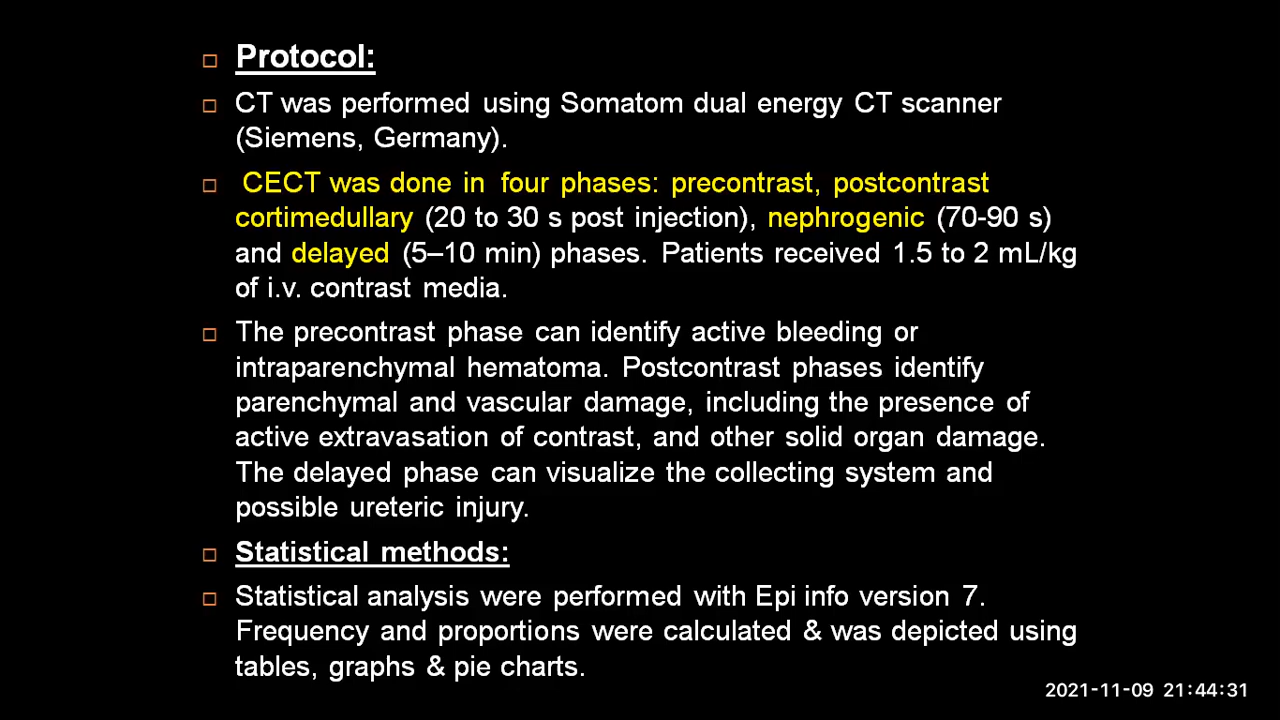 Protocol:
CT was performed using Somatom dual energy CT scanner
(Siemens, Germany).
CECT was done in four phases: precontrast, postcontrast
cortimedullary (20 to 30 s post injection), nephrogenic (70-90 s)
and delayed (5–10 min) phases. Patients received 1.5 to 2 mL/kg
of i.v. contrast media.
The precontrast phase can identify active bleeding or
intraparenchymal hematoma. Postcontrast phases identify
parenchymal and vascular damage, including the presence of
active extravasation of contrast, and other solid organ damage.
The delayed phase can visualize the collecting system and
possible ureteric injury.
Statistical methods:
Statistical analysis were performed with Epi info version 7.
Frequency and proportions were calculated & was depicted using
tables, graphs & pie charts.
2021-11-09 21:44:31